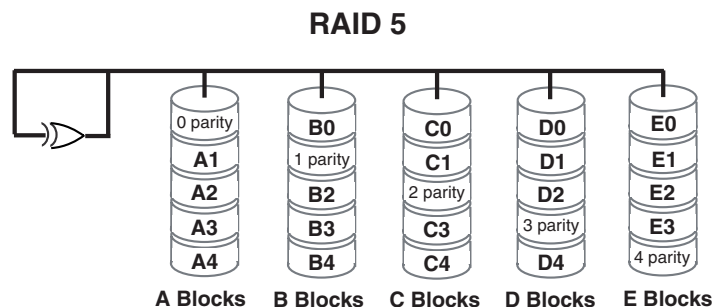 RAID 5
0 parity B0 C0 D0 E0
A1 1 parity C1 D1 E1
A2 B2 2 parity D2 E2
A3 B3 C3 3 parity E3
A4 B4 C4 D4 4 parity
A Blocks B Blocks C Blocks D Blocks E Blocks